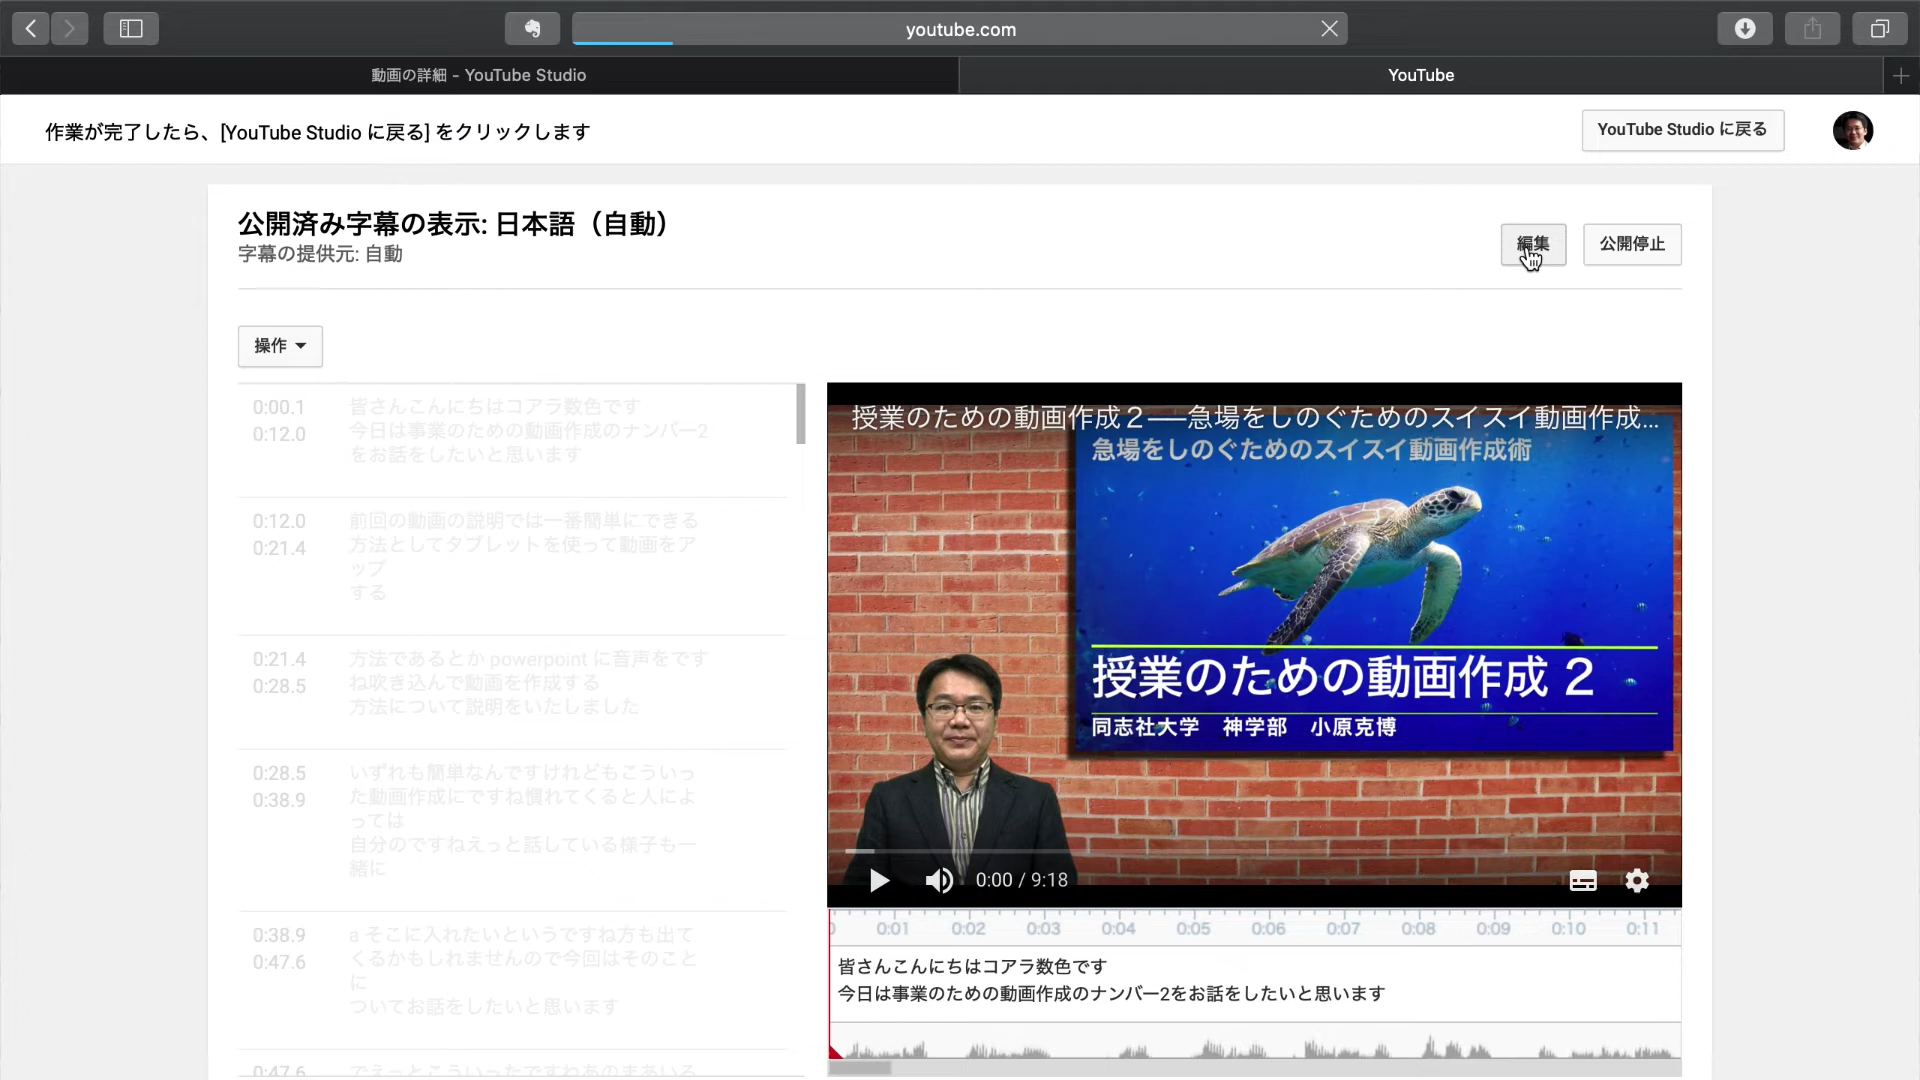 youtube.com
動画の詳細 - YouTube Studio
YouTube
作業が完了したら、[YouTube Studio に戻る] をクリックします
YouTube Studio に戻る
公開済み字幕の表示: 日本語（自動）
字幕の提供元: 自動
編集
公開停止
操作
0:00.1
0:12.0
皆さんこんにちはコアラ数色です
今日は事業のための動画作成のナンバー2
をお話をしたいと思います
0:12.0
0:21.4
前回の動画の説明では一番簡単にできる
方法としてタブレットを使って動画をア
ップ
する
0:21.4
0:28.5
方法であるとか powerpoint に音声をです
ね吹き込んで動画を作成する
方法について説明をいたしました
0:28.5
0:38.9
いずれも簡単なんですけれどもこういっ
た動画作成にですね慣れてくると人によ
っては
自分のですねえっと話している様子も一
緒に
0:38.9
0:47.6
a そこに入れたいというですね方も出て
くるかもしれませんので今回はそのこと
に
ついてお話をしたいと思います
0:47.6
でえっとこういったですねあのまあいろ
授業のための動画作成２──急場をしのぐためのスイスイ動画作成...
急場をしのぐためのスイスイ動画作成術
授業のための動画作成 2
同志社大学　神学部　小原克博
0:00 / 9:18
0:01 0:02 0:03 0:04 0:05 0:06 0:07 0:08 0:09 0:10 0:11
皆さんこんにちはコアラ数色です
今日は事業のための動画作成のナンバー2をお話をしたいと思います